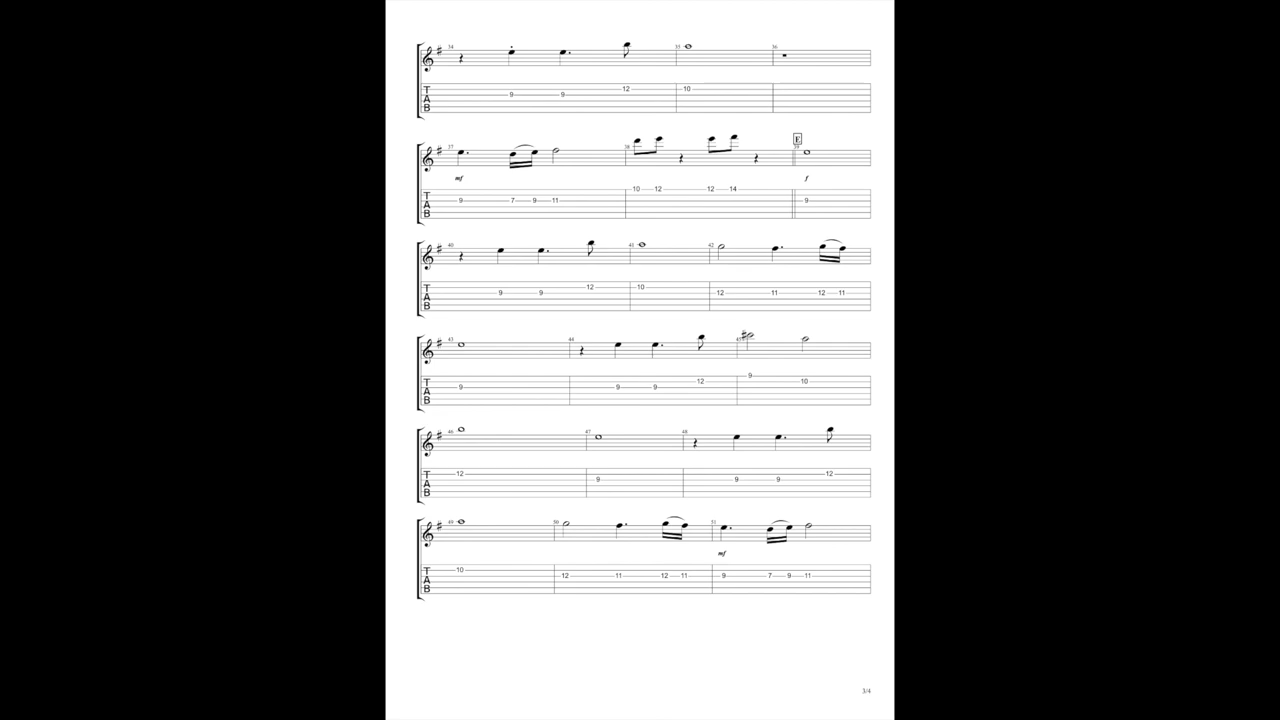 34 35 36
T A B 9 9 12 10
37 38 39 E
mf f
T A B 9 7 9 11 10 12 12 14 9
40 41 42
T A B 9 9 12 10 12 11 12 11
43 44 45
T A B 9 9 9 12 9 10
46 47 48
T A B 12 9 9 9 12
49 50 51
mf
T A B 10 12 11 12 11 9 7 9 11
3/4